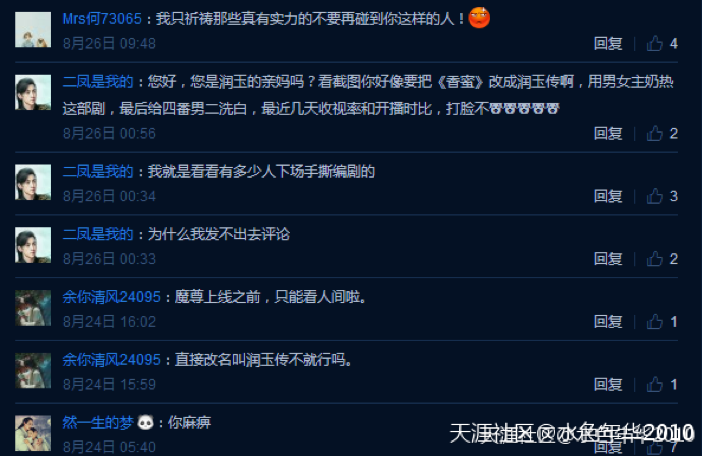 Mrs何73065：我只祈祷那些真有实力的不要再碰到你这样的人！
8月26日 09:48
回复 4
二凤是我的：您好，您是润玉的亲妈吗？看截图你好像要把《香蜜》改成润玉传啊，用男女主奶热
这部剧，最后给四番男二洗白，最近几天收视率和开播时比，打脸不
8月26日 00:56
回复 2
二凤是我的：我就是看看有多少人下场手撕编剧的
8月26日 00:34
回复 3
二凤是我的：为什么我发不出去评论
8月26日 00:33
回复 2
余你清风24095：魔尊上线之前，只能看人间啦。
8月24日 16:02
回复 1
余你清风24095：直接改名叫润玉传不就行吗。
8月24日 15:59
回复 1
然一生的梦：你麻痹
8月24日 05:40
回复 7
天涯社区@水色年华2010